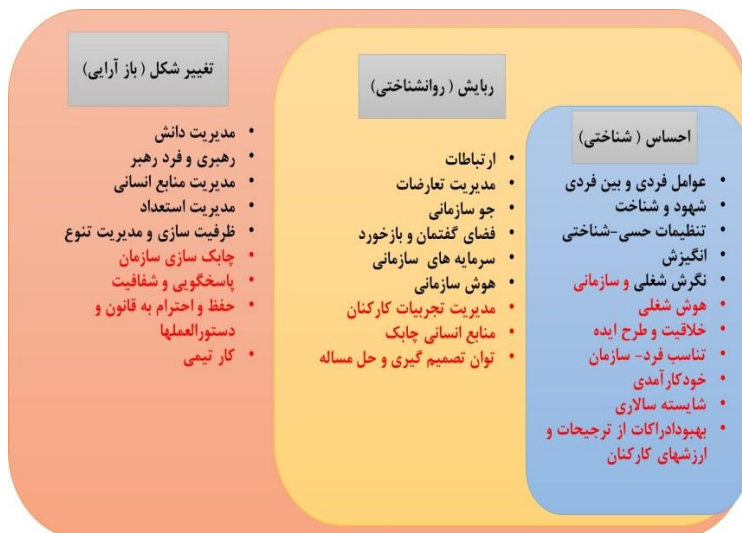 احساس ( شناختی)
عوامل فردی و بین فردی
شهود و شناخت
تنظیمات حسی-شناختی
انگیزش
نگرش شغلی و سازمانی
هوش شغلی
خلاقیت و طرح ایده
تناسب فرد- سازمان
خودکارآمدی
شایسته سالاری
بهبودادراکات از ترجیحات و
ارزشهای کارکنان
ربایش ( روانشناختی)
ارتباطات
مدیریت تعارضات
جو سازمانی
فضای گفتمان و بازخورد
سرمایه های سازمانی
هوش سازمانی
مدیریت تجربیات کارکنان
منابع انسانی چابک
توان تصمیم گیری و حل مساله
تغییر شکل ( باز آرایی)
مدیریت دانش
رهبری و فرد رهبر
مدیریت منابع انسانی
مدیریت استعداد
ظرفیت سازی و مدیریت تنوع
چابک سازی سازمان
پاسخگویی و شفافیت
حفظ و احترام به قانون و
دستورالعملها
کار تیمی